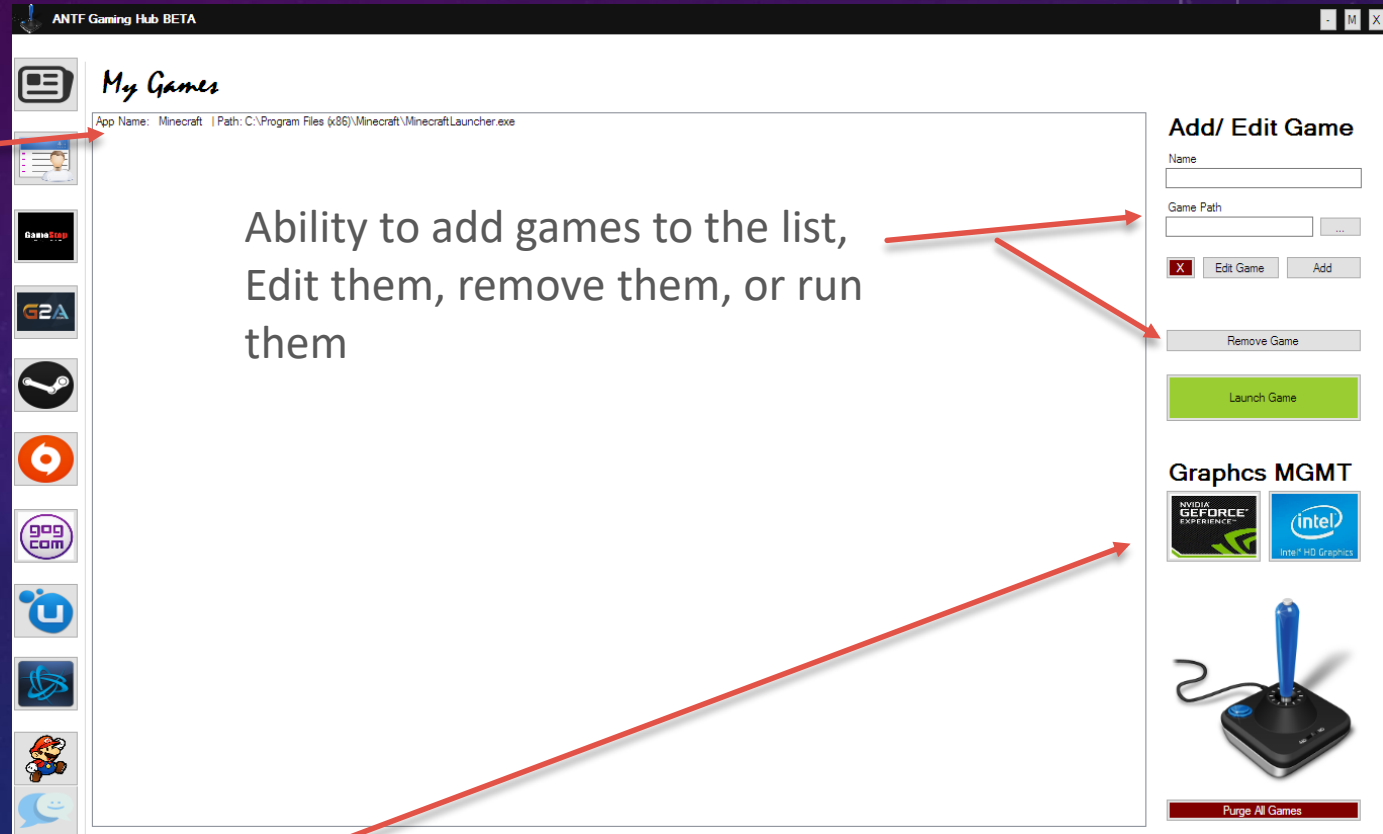 ANTF Gaming Hub BETA
- M X
My Games
App Name: Minecraft | Path: C:\Program Files (x86)\Minecraft\MinecraftLauncher.exe
Ability to add games to the list,
Edit them, remove them, or run
them
Add/ Edit Game
Name
Game Path
...
X Edit Game Add
Remove Game
Launch Game
Graphcs MGMT
NVIDIA
GEFORCE
EXPERIENCE
intel
Intel® HD Graphics
Purge All Games
GameStop
G2A
gog
com